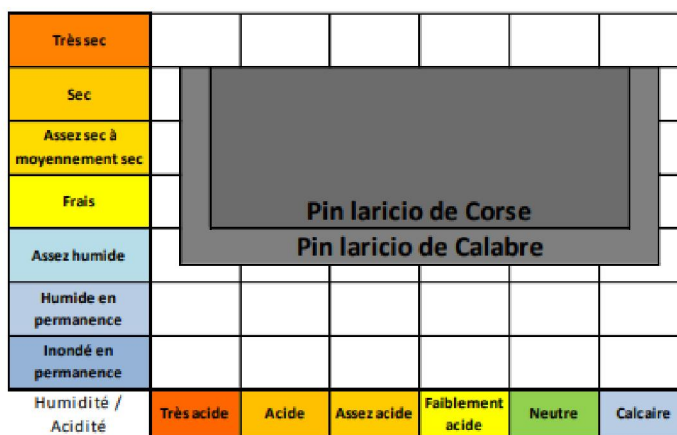 Très sec
Sec
Assez sec à
moyennement sec
Frais
Pin laricio de Corse
Pin laricio de Calabre
Assez humide
Humide en
permanence
Inondé en
permanence
Humidité /
Acidité
Très acide
Acide
Assez acide
Faiblement
acide
Neutre
Calcaire